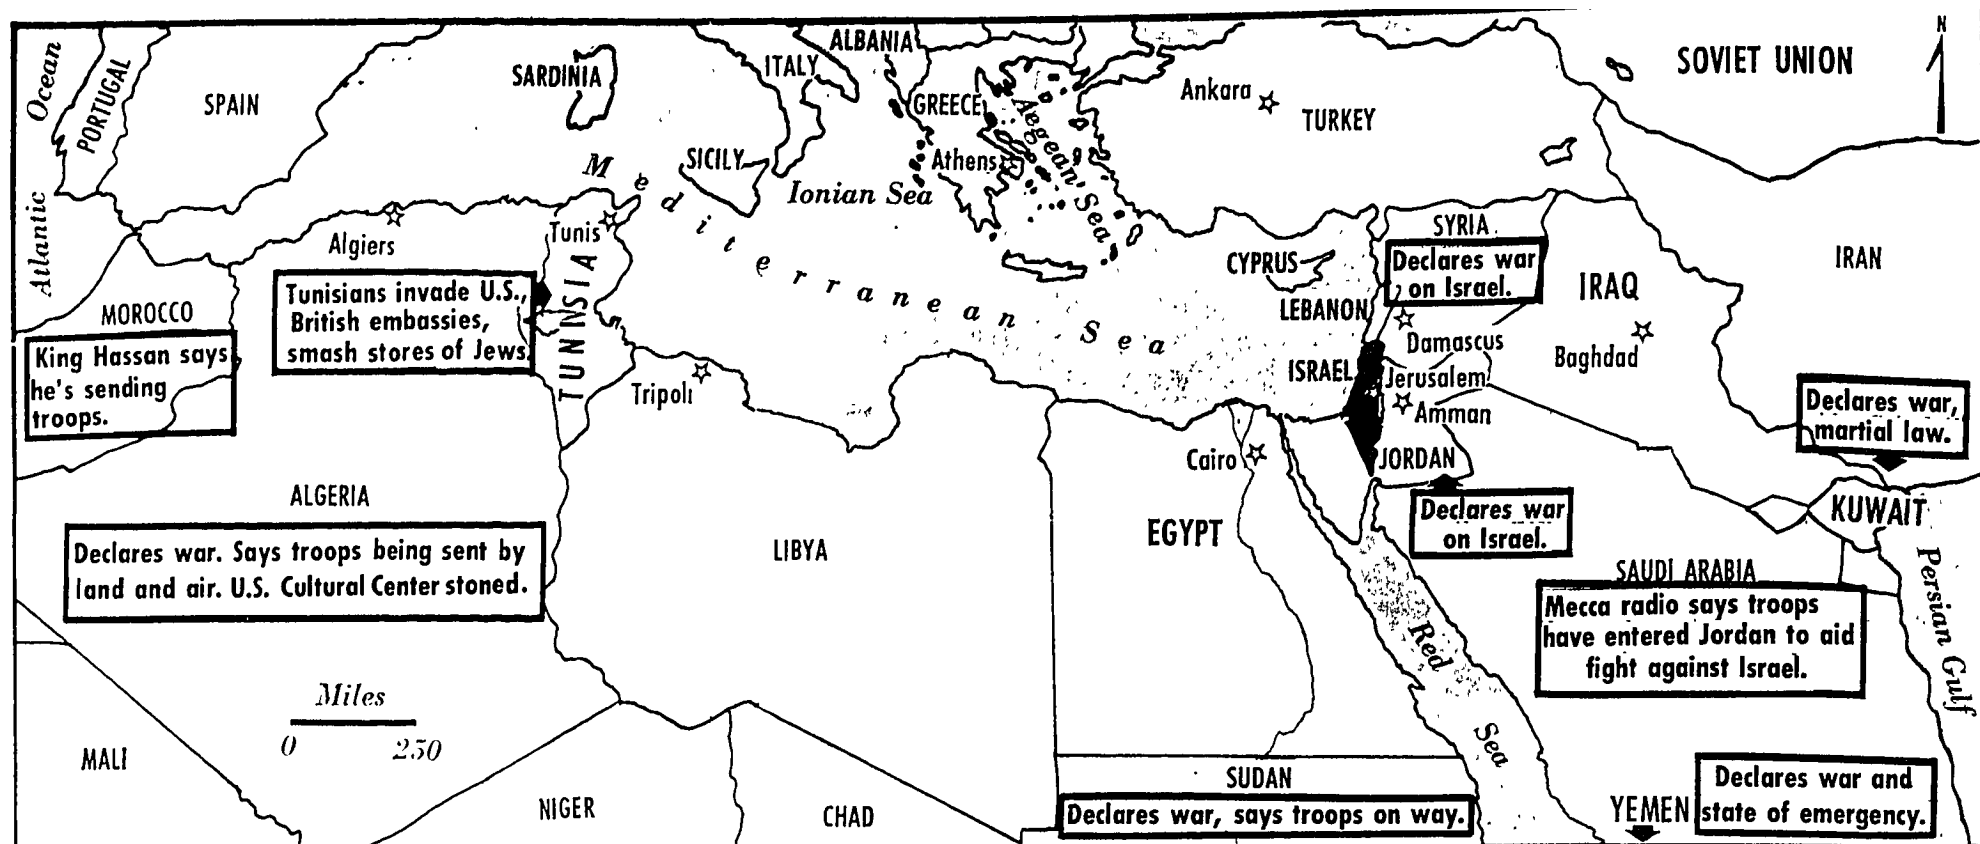 N
SOVIET UNION
Ocean
PORTUGAL
SPAIN
SARDINIA
ITALY
ALBANIA
GREECE
Aegean Sea
Ankara
TURKEY
SICILY
Athens
Ionian Sea
Mediterranean Sea
Atlantic
Algiers
Tunis
TUNISIA
CYPRUS
SYRIA
Declares war
on Israel.
LEBANON
IRAQ
IRAN
MOROCCO
King Hassan says
he's sending
troops.
Tunisians invade U.S.,
British embassies,
smash stores of Jews.
Tripoli
ISRAEL
Damascus
Jerusalem
Amman
Baghdad
Declares war,
martial law.
Cairo
JORDAN
Declares war
on Israel.
KUWAIT
ALGERIA
Declares war. Says troops being sent by
land and air. U.S. Cultural Center stoned.
LIBYA
EGYPT
SAUDI ARABIA
Mecca radio says troops
have entered Jordan to aid
fight against Israel.
Persian Gulf
Red Sea
Miles
0 250
MALI
NIGER
CHAD
SUDAN
Declares war, says troops on way.
YEMEN
Declares war and
state of emergency.